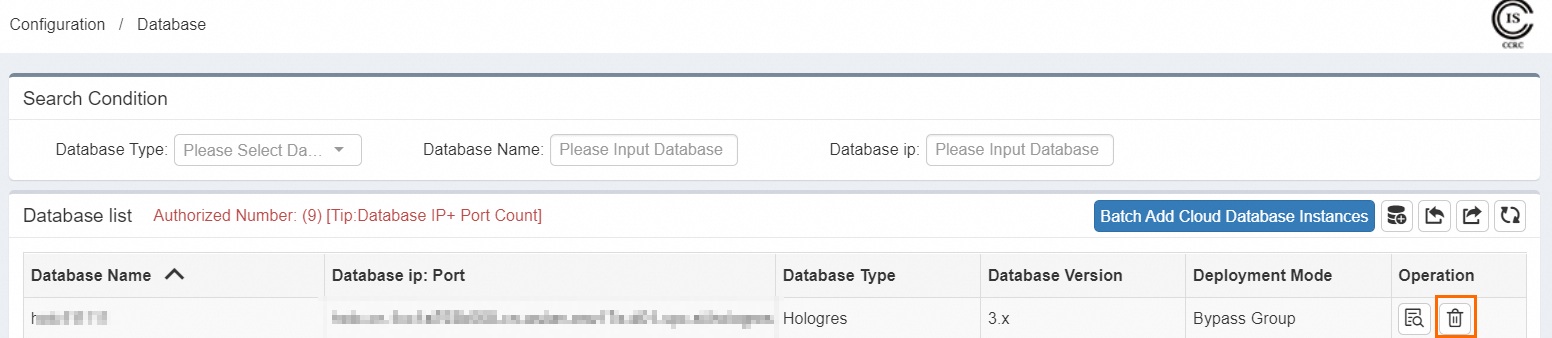 Configuration / Database
IS
CCRC
Search Condition
Database Type: Please Select Da... Database Name: Please Input Database Database ip: Please Input Database
Database list Authorized Number: (9) [Tip:Database IP+ Port Count] Batch Add Cloud Database Instances
Database Name Database ip: Port Database Type Database Version Deployment Mode Operation
Hologres 3.x Bypass Group